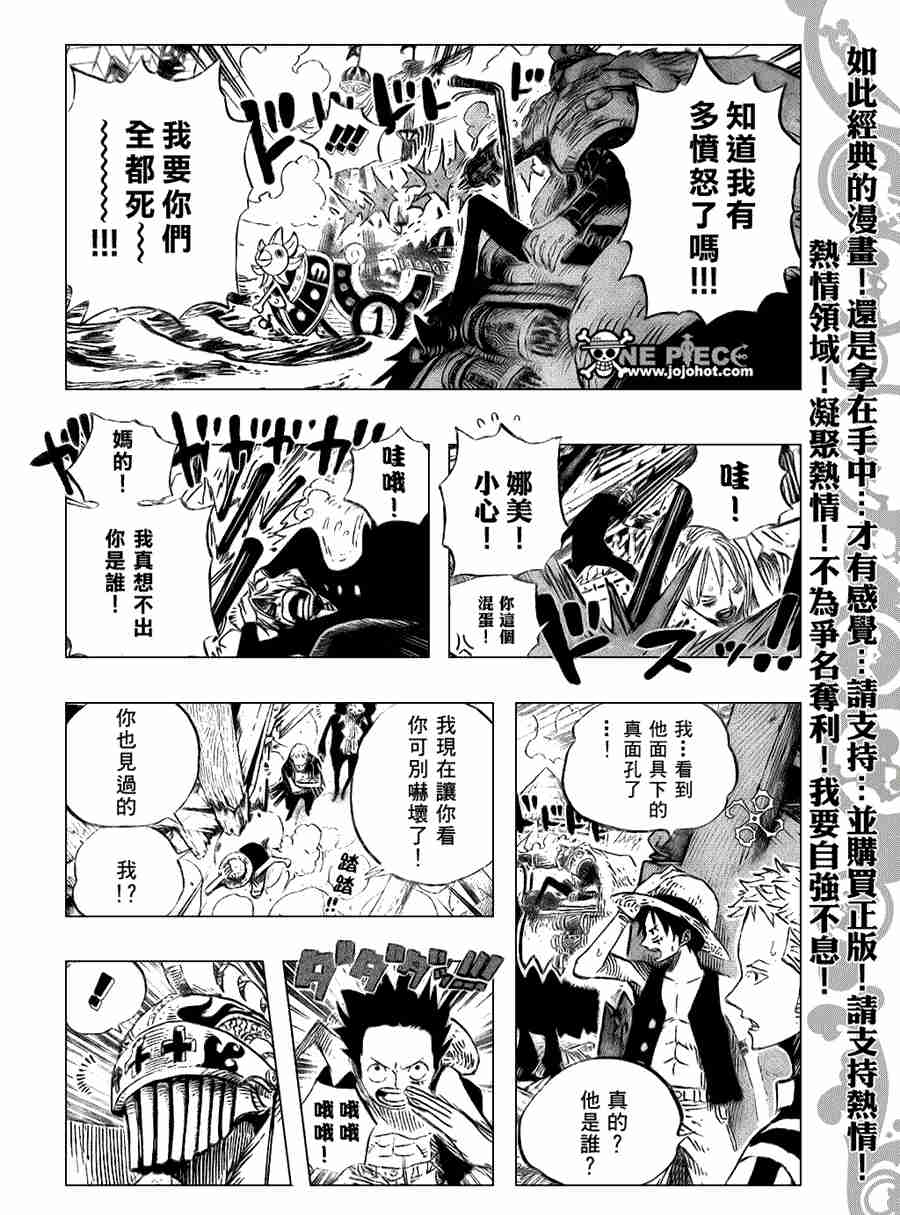 如此經典的漫畫！還是拿在手中…才有感覺…請支持…並購買正版！請支持熱情！
熱情領域！凝聚熱情！不為爭名奪利！我要自強不息！
知道我有
多憤怒了嗎!!!
!!!
ドドド
我要你們
全都死～
～～～
!!!
ONE PIECE
www.jojohot.com
1
哇！
娜美！
小心！
你這個
混蛋！
ドスッ!!
哇哦！
ガガガガガ
媽的！
我真想不出
你是誰！
我…看到
他面具下的
真面孔了
…！
真的？
他是誰？
我現在讓你看
你可別嚇壞了！
踏
踏!!
你也見過的
我!?
ダダダダッ!!!
哦哦
哦哦
！
！